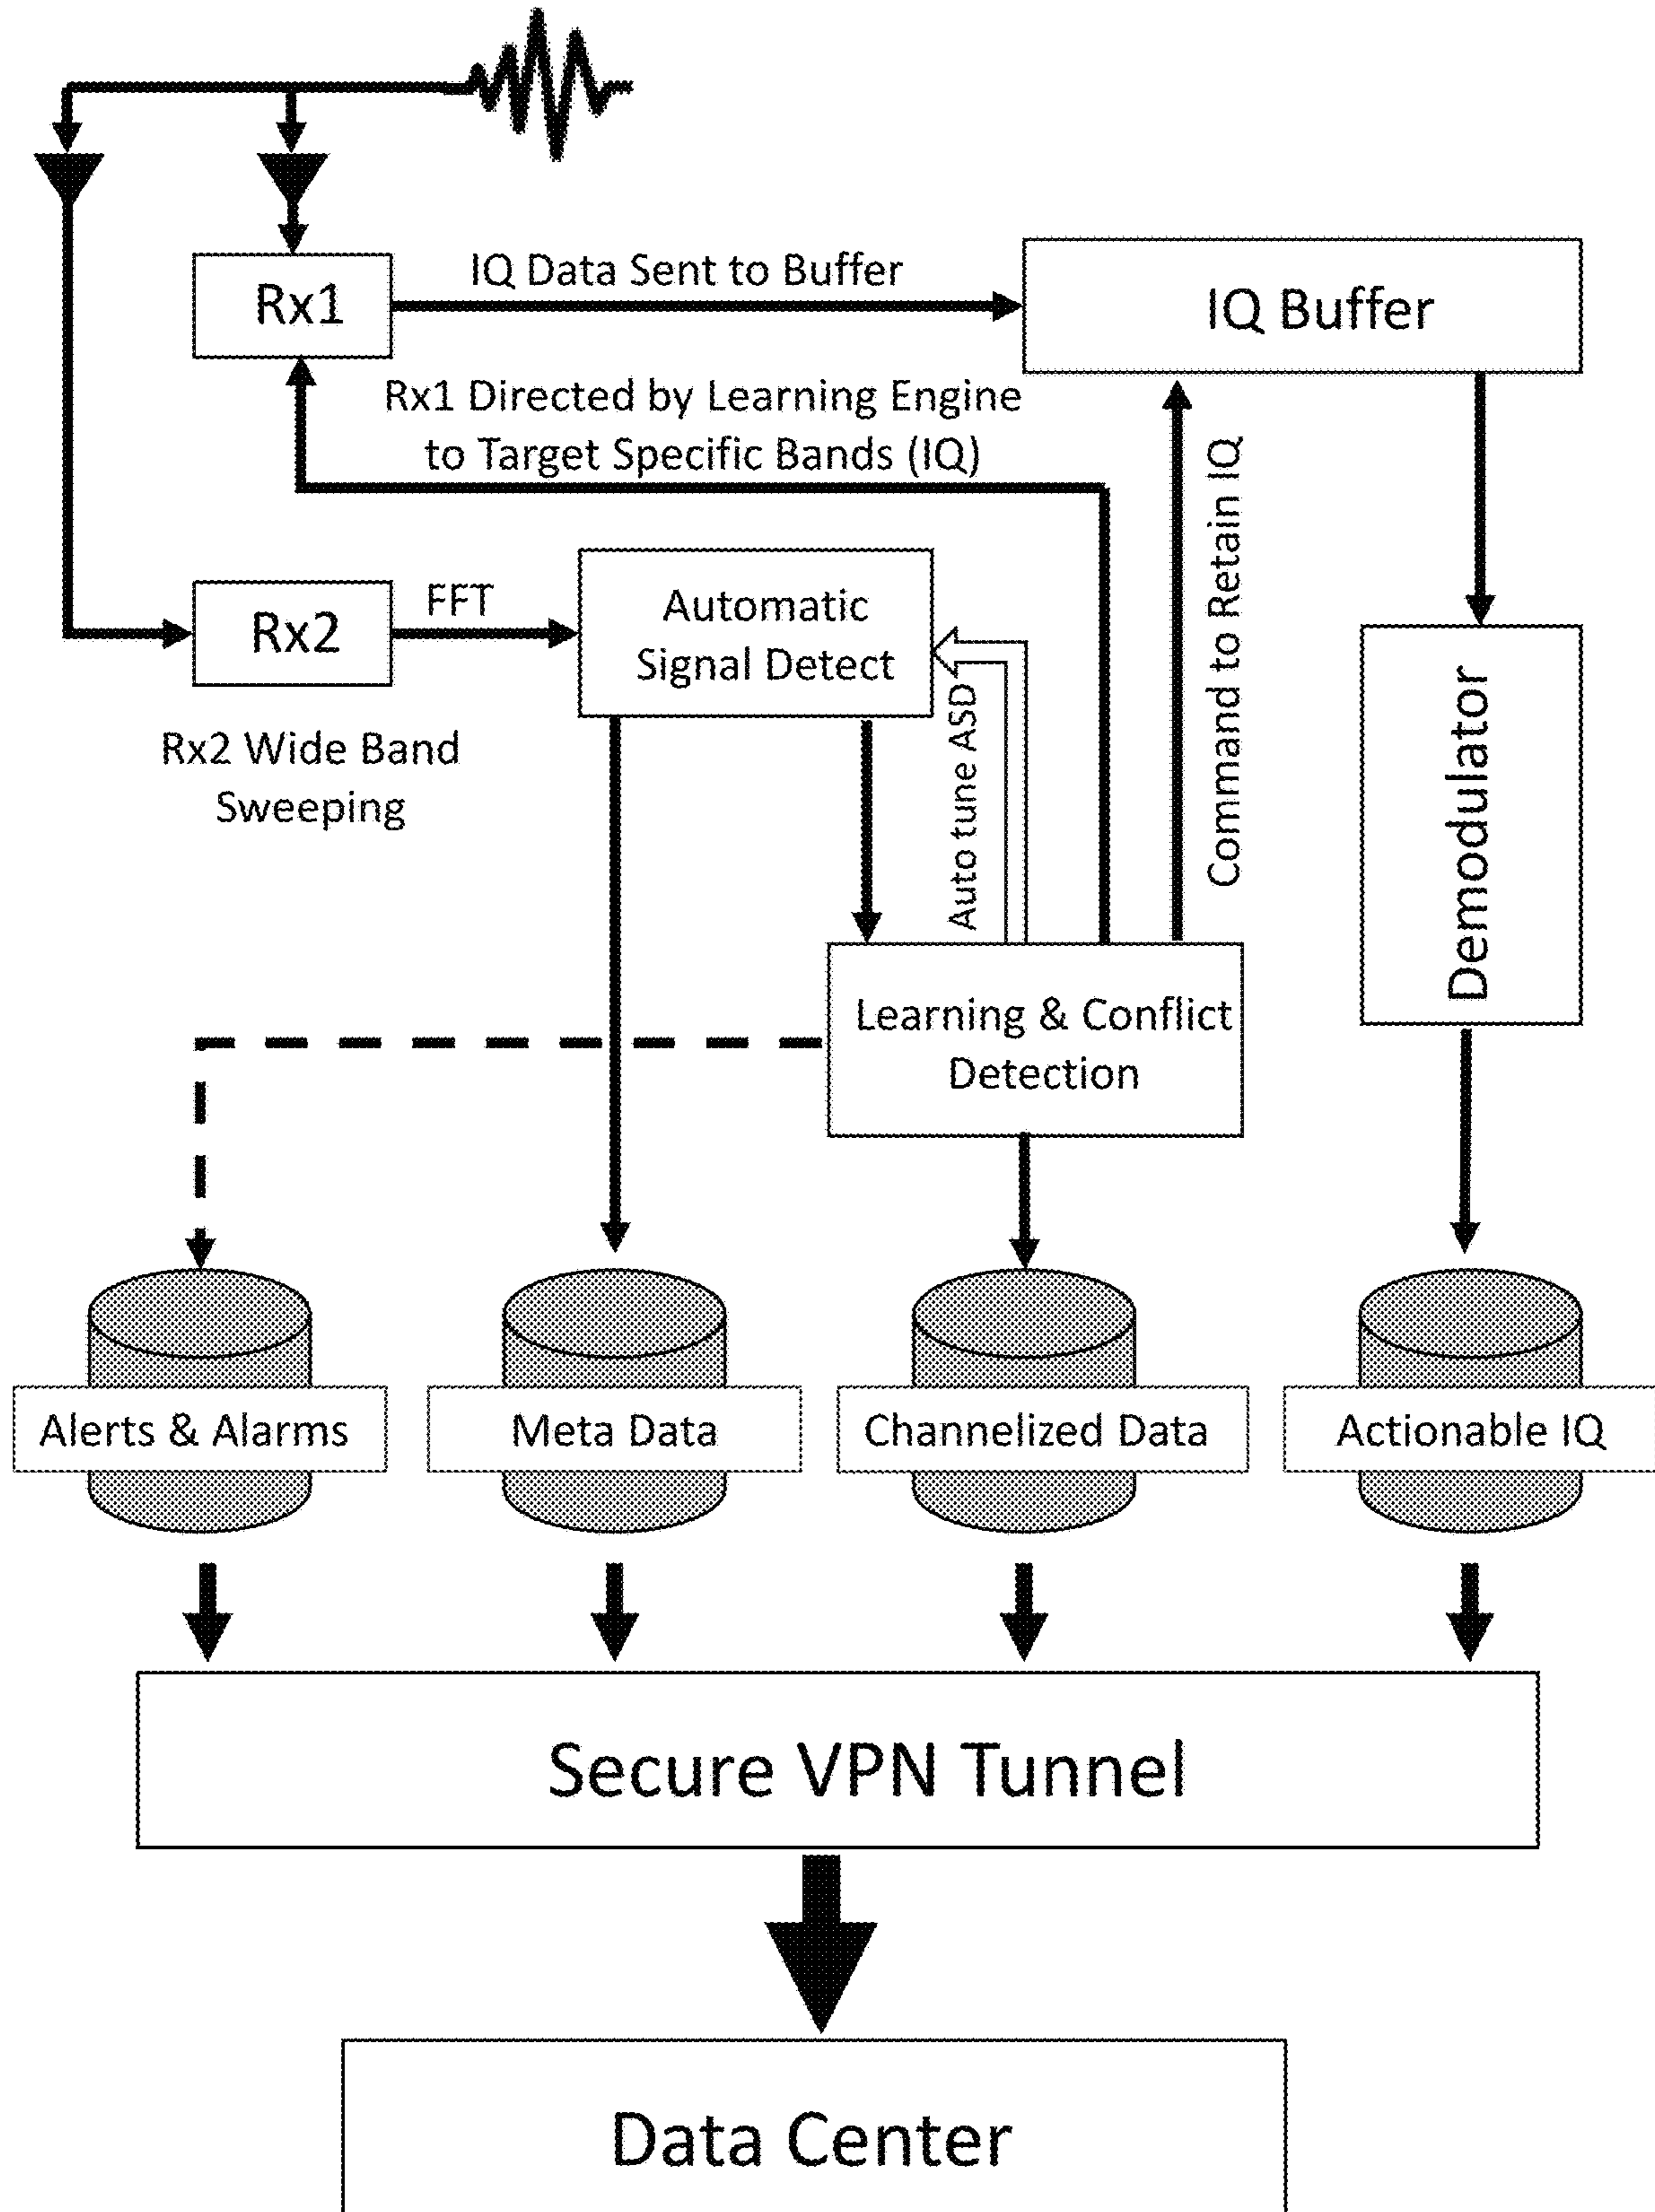 Rx1
IQ Data Sent to Buffer
IQ Buffer
Rx1 Directed by Learning Engine
to Target Specific Bands (IQ)
Command to Retain IQ
Rx2
FFT
Automatic
Signal Detect
Rx2 Wide Band
Sweeping
Auto tune ASD
Demodulator
Learning & Conflict
Detection
Alerts & Alarms
Meta Data
Channelized Data
Actionable IQ
Secure VPN Tunnel
Data Center